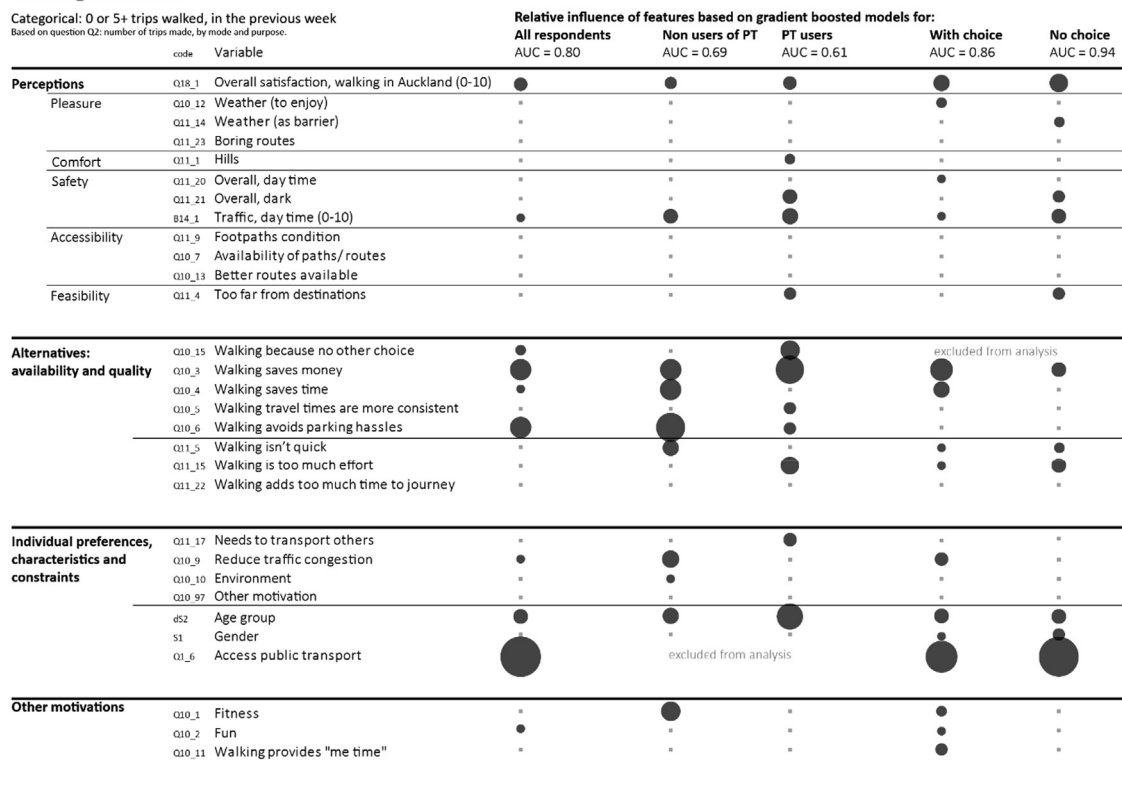 Categorical: 0 or 5+ trips walked, in the previous week
Based on question Q2: number of trips made, by mode and purpose.
Relative influence of features based on gradient boosted models for:
All respondents Non users of PT PT users With choice No choice
code Variable AUC = 0.80 AUC = 0.69 AUC = 0.61 AUC = 0.86 AUC = 0.94
Perceptions Q18_1 Overall satisfaction, walking in Auckland (0-10)
Pleasure Q10_12 Weather (to enjoy)
Q11_14 Weather (as barrier)
Q11_23 Boring routes
Comfort Q11_1 Hills
Safety Q11_20 Overall, day time
Q11_21 Overall, dark
B14_1 Traffic, day time (0-10)
Accessibility Q11_9 Footpaths condition
Q10_7 Availability of paths/routes
Q10_13 Better routes available
Feasibility Q11_4 Too far from destinations
Alternatives: Q10_15 Walking because no other choice excluded from analysis
availability and quality Q10_3 Walking saves money
Q10_4 Walking saves time
Q10_5 Walking travel times are more consistent
Q10_6 Walking avoids parking hassles
Q11_5 Walking isn't quick
Q11_15 Walking is too much effort
Q11_22 Walking adds too much time to journey
Individual preferences, Q11_17 Needs to transport others
characteristics and Q10_9 Reduce traffic congestion
constraints Q10_10 Environment
Q10_97 Other motivation
dS2 Age group
S1 Gender
Q1_6 Access public transport excluded from analysis
Other motivations Q10_1 Fitness
Q10_2 Fun
Q10_11 Walking provides "me time"